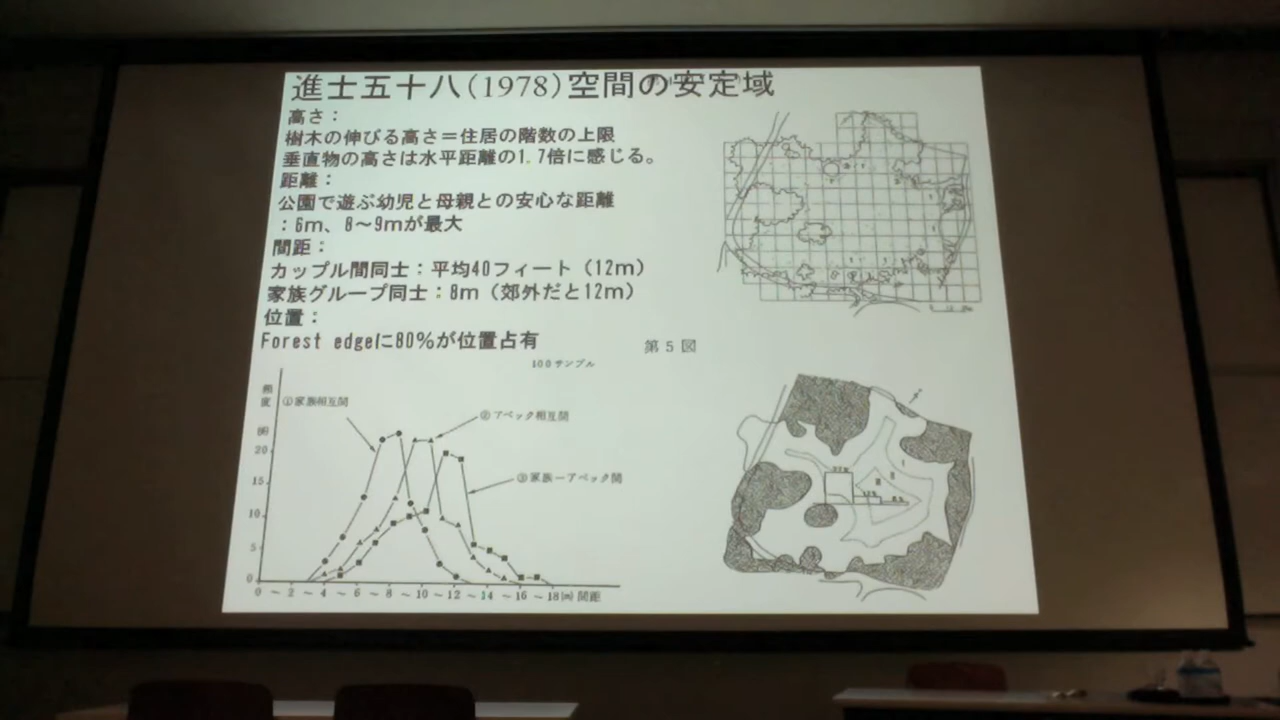 進士五十八(1978)空間の安定域
高さ：
樹木の伸びる高さ＝住居の階数の上限
垂直物の高さは水平距離の1.7倍に感じる。
距離：
公園で遊ぶ幼児と母親との安心な距離
：6m、8～9mが最大
間距：
カップル間同士：平均40フィート（12m）
家族グループ同士：8m（郊外だと12m）
位置：
Forest edgeに80%が位置占有
第5図
100サンプル
頻度
①家族相互間
②アベック相互間
③家族ーアベック間
20
15
10
5
0
0 ～ 2 ～ 4 ～ 6 ～ 8 ～ 10 ～ 12 ～ 14 ～ 16 ～ 18(m) 間距